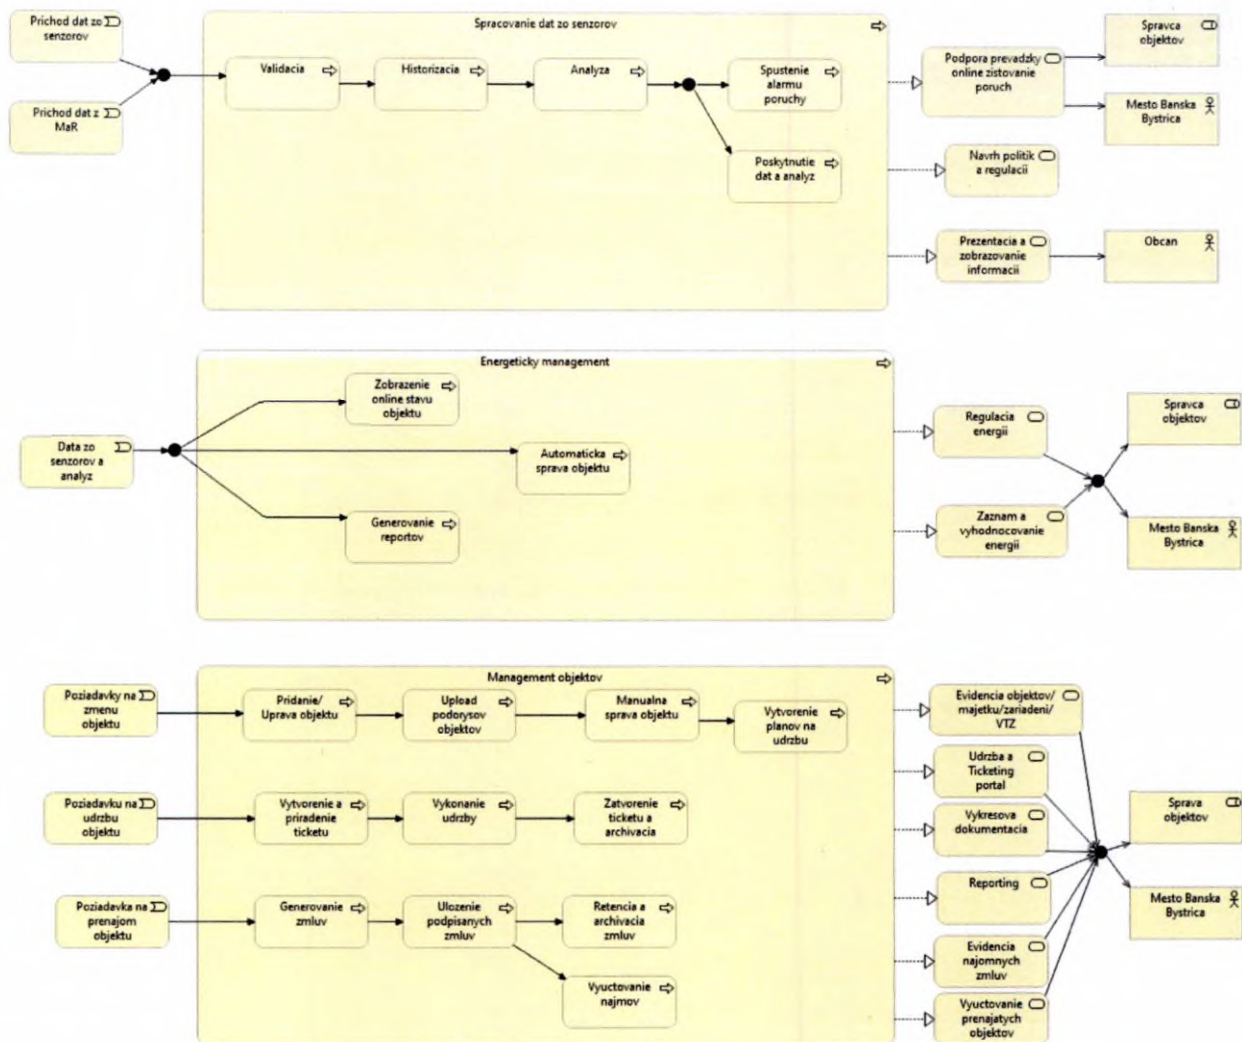 Prichod dat zo
senzorov
Prichod dat z
MaR
Spracovanie dat zo senzorov
Validacia
Historizacia
Analyza
Spustenie
alarmu
poruchy
Poskytnutie
dat a analyz
Podpora prevadzky
online zistovanie
poruch
Spravca
objektov
Mesto Banska
Bystrica
Navrh politik
a regulacii
Prezentacia a
zobrazovanie
informacii
Obcan
Energeticky management
Data zo
senzorov a
analyz
Zobrazenie
online stavu
objektu
Automaticka
sprava objektu
Generovanie
reportov
Regulacia
energii
Zaznam a
vyhodnocovanie
energii
Spravca
objektov
Mesto Banska
Bystrica
Management objektov
Poziadavky na
zmenu
objektu
Pridanie/
Uprava objektu
Upload
podorysov
objektov
Manualna
sprava objektu
Vytvorenie
planov na
udrzbu
Poziadavku na
udrzbu
objektu
Vytvorenie a
priradenie
ticketu
Vykonanie
udrzby
Zatvorenie
ticketu a
archivacia
Poziadavka na
prenajom
objektu
Generovanie
zmluv
Ulozenie
podpisanych
zmluv
Retencia a
archivacia
zmluv
Vyuctovanie
najmov
Evidencia objektov/
majetku/zariadeni/
VTZ
Udrzba a
Ticketing
portal
Vykresova
dokumentacia
Reporting
Evidencia
najomnych
zmluv
Vyuctovanie
prenajatych
objektov
Sprava
objektov
Mesto Banska
Bystrica